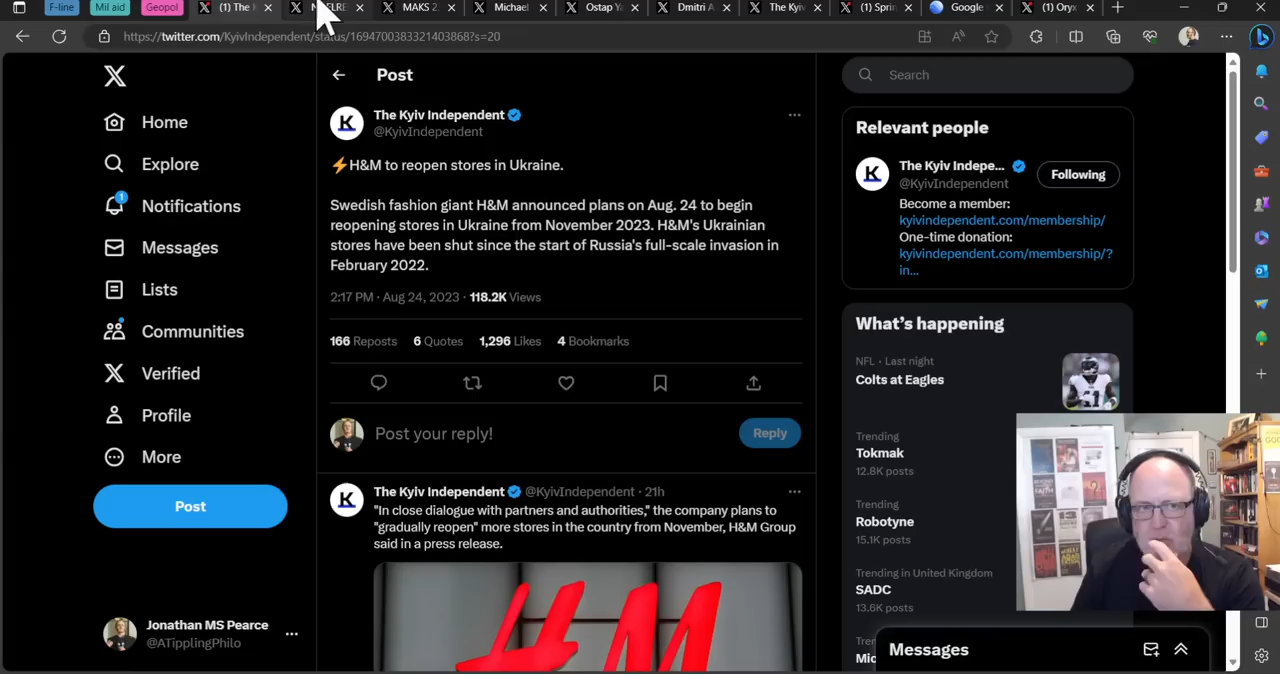 F-line
Mil aid
Geopol
(1) The
MAKS 2
Michael
Ostap Y
Dmitri A
The Kyiv
(1) Sprin
Google
(1) Oryx
https://twitter.com/KyivIndependent/status/1694700383321403868?s=20
Post
Search
The Kyiv Independent
@KyivIndependent
⚡H&M to reopen stores in Ukraine.
Swedish fashion giant H&M announced plans on Aug. 24 to begin
reopening stores in Ukraine from November 2023. H&M's Ukrainian
stores have been shut since the start of Russia's full-scale invasion in
February 2022.
2:17 PM · Aug 24, 2023 · 118.2K Views
166 Reposts 6 Quotes 1,296 Likes 4 Bookmarks
Post your reply!
Reply
The Kyiv Independent @KyivIndependent · 21h
"In close dialogue with partners and authorities," the company plans to
"gradually reopen" more stores in the country from November, H&M Group
said in a press release.
H&M
Home
Explore
1
Notifications
Messages
Lists
Communities
Verified
Profile
More
Post
Jonathan MS Pearce
@ATipplingPhilo
Relevant people
The Kyiv Indepe...
@KyivIndependent
Following
Become a member:
kyivindependent.com/membership/
One-time donation:
kyivindependent.com/membership/?
in...
What's happening
NFL · Last night
Colts at Eagles
Trending
Tokmak
12.8K posts
Trending
Robotyne
15.1K posts
Trending in United Kingdom
SADC
13.6K posts
Messages